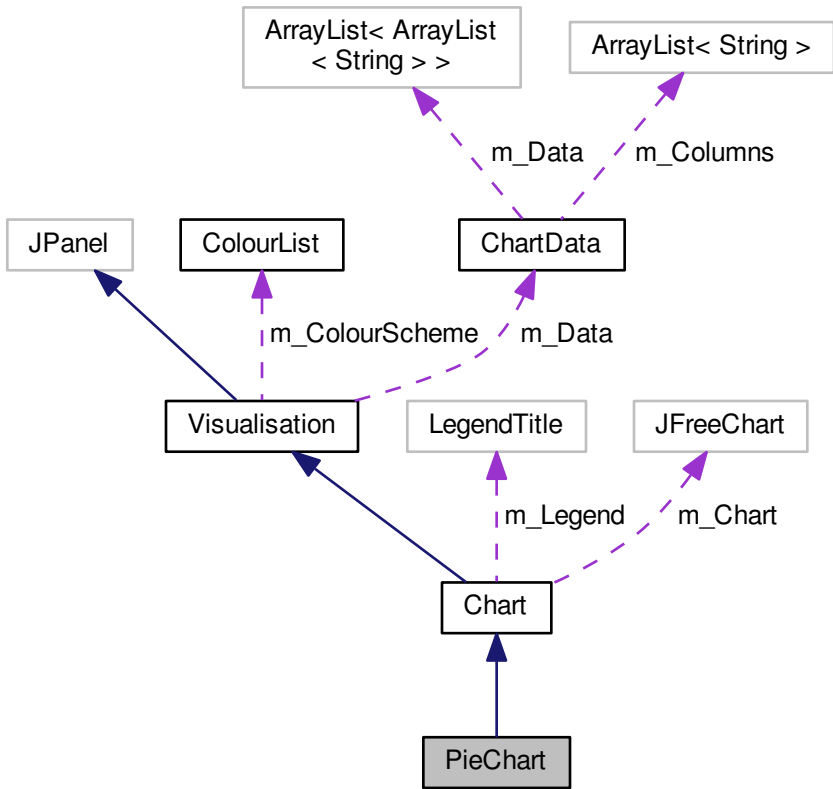 ArrayList< ArrayList
< String > >
ArrayList< String >
m_Data
m_Columns
JPanel
ColourList
ChartData
m_ColourScheme
m_Data
Visualisation
LegendTitle
JFreeChart
m_Legend
m_Chart
Chart
PieChart